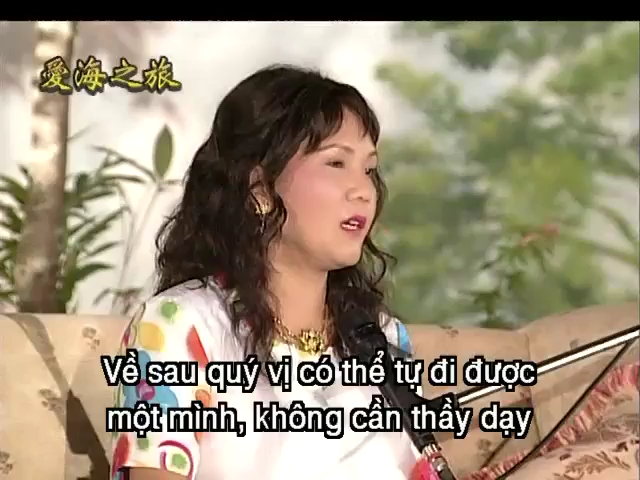 愛海之旅
Về sau quý vị có thể tự đi được
một mình, không cần thầy dạy